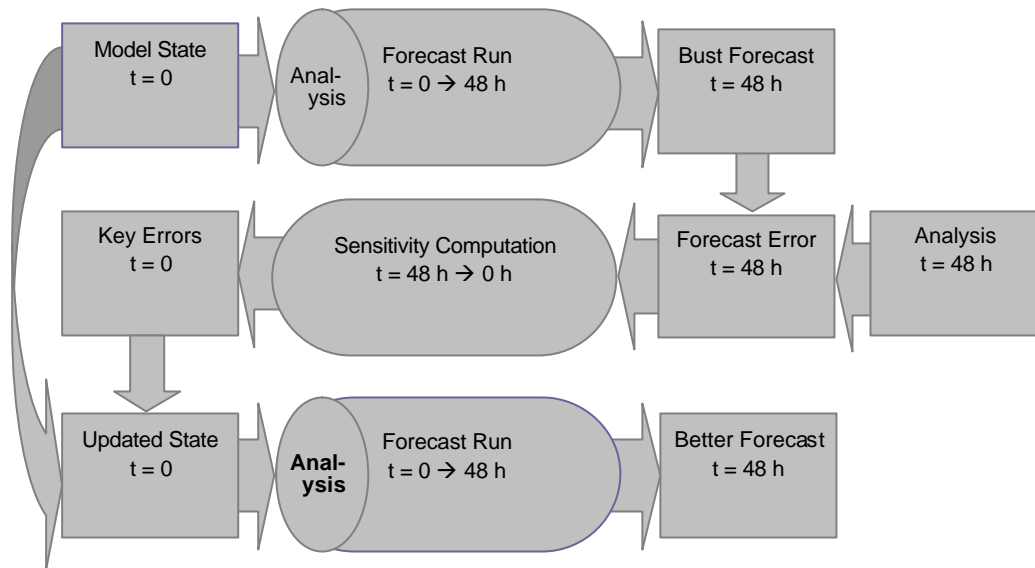 Model State
t = 0
Anal-
ysis
Forecast Run
t = 0 → 48 h
Bust Forecast
t = 48 h
Key Errors
t = 0
Sensitivity Computation
t = 48 h → 0 h
Forecast Error
t = 48 h
Analysis
t = 48 h
Updated State
t = 0
Anal-
ysis
Forecast Run
t = 0 → 48 h
Better Forecast
t = 48 h